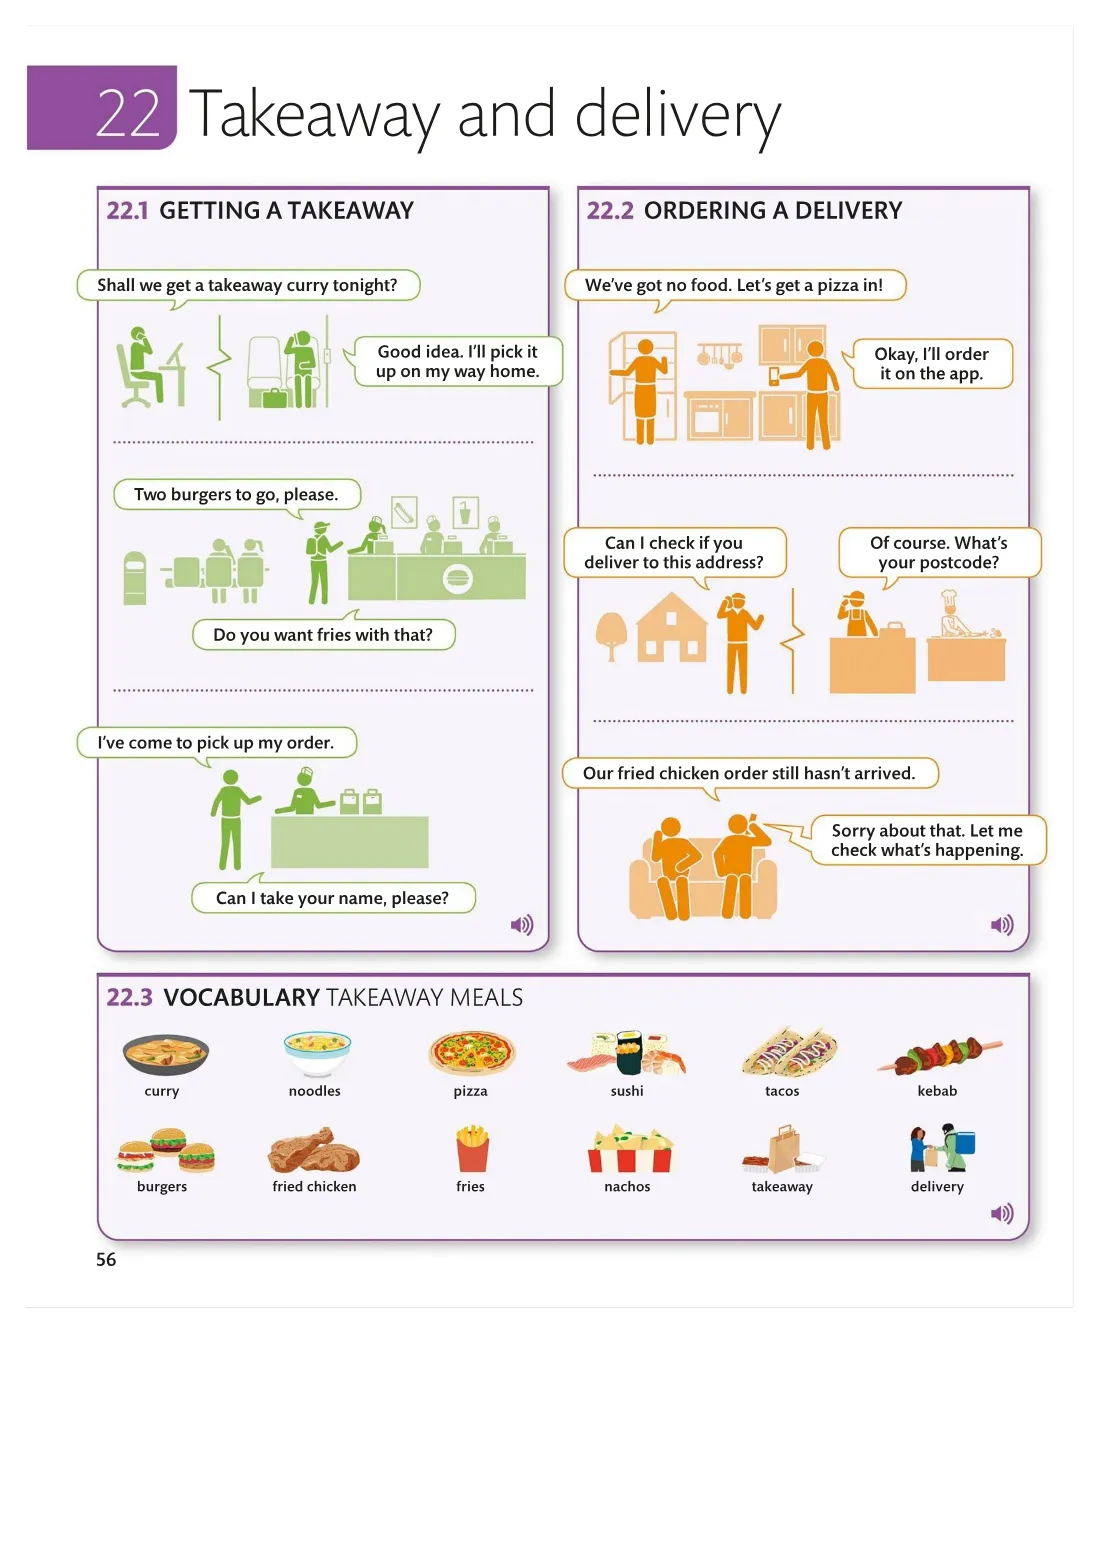 22 Takeaway and delivery
22.1 GETTING A TAKEAWAY
Shall we get a takeaway curry tonight?
Good idea. I'll pick it
up on my way home.
Two burgers to go, please.
Do you want fries with that?
I've come to pick up my order.
Can I take your name, please?
22.2 ORDERING A DELIVERY
We've got no food. Let's get a pizza in!
Okay, I'll order
it on the app.
Can I check if you
deliver to this address?
Of course. What's
your postcode?
Our fried chicken order still hasn't arrived.
Sorry about that. Let me
check what's happening.
22.3 VOCABULARY TAKEAWAY MEALS
curry
noodles
pizza
sushi
tacos
kebab
burgers
fried chicken
fries
nachos
takeaway
delivery
56